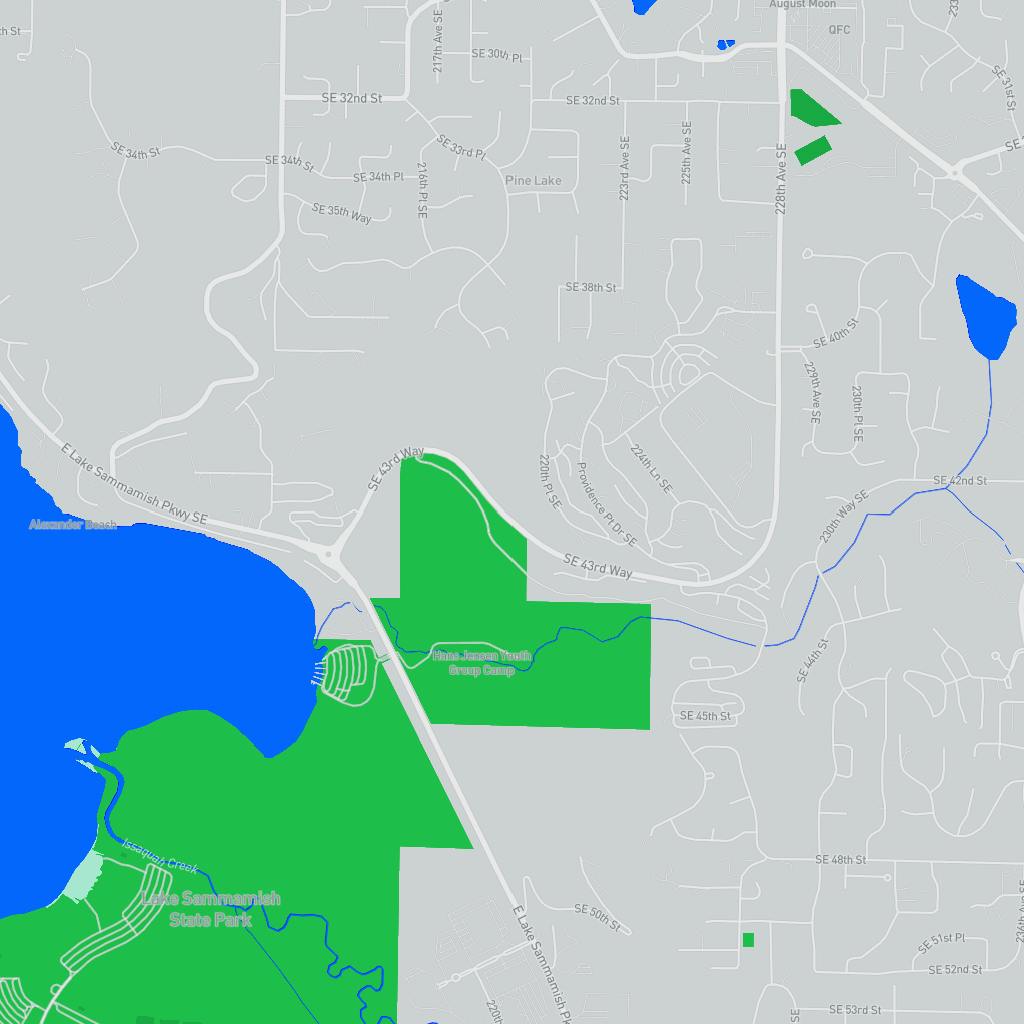 August Moon
QFC
217th Ave SE
SE 30th Pl
SE 31st St
SE 32nd St
SE 32nd St
SE 33rd Pl
SE 34th St
SE 34th St
SE 34th Pl
216th Pl SE
223rd Ave SE
225th Ave SE
228th Ave SE
Pine Lake
SE 35th Way
SE 38th St
SE 40th St
229th Ave SE
230th Pl SE
E Lake Sammamish Pkwy SE
SE 43rd Way
220th Pl SE
Providence Pt Dr SE
224th Ln SE
SE 42nd St
230th Way SE
Alexander Beach
SE 43rd Way
SE 44th St
Hans Jensen Youth
Group Camp
SE 45th St
Issaquah Creek
SE 48th St
Lake Sammamish
State Park
SE 50th St
E Lake Sammamish Pk
236th Ave SE
SE 51st Pl
SE 52nd St
220th
SE 53rd St
SE